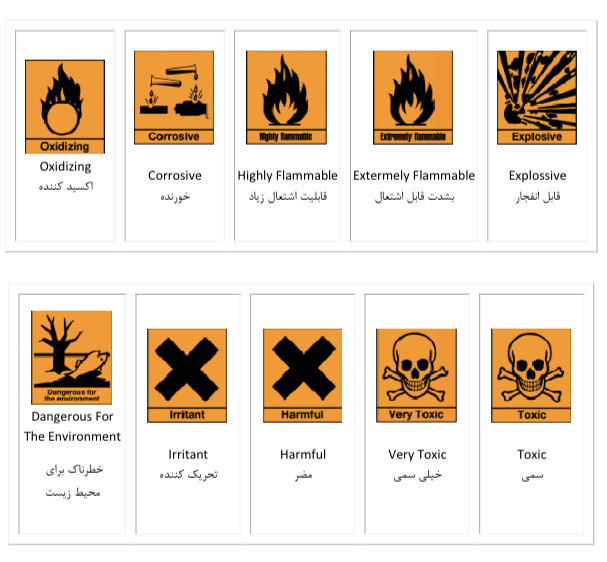 Oxidizing
Oxidizing
اکسید کننده
Corrosive
Corrosive
خورنده
Highly flammable
Highly Flammable
قابلیت اشتعال زیاد
Extremely flammable
Extermely Flammable
بشدت قابل اشتعال
Explosive
Explossive
قابل انفجار
Dangerous for
the environment
Dangerous For
The Environment
خطرناک برای
محیط زیست
Irritant
Irritant
تحریک کننده
Harmful
Harmful
مضر
Very Toxic
Very Toxic
خیلی سمی
Toxic
Toxic
سمی